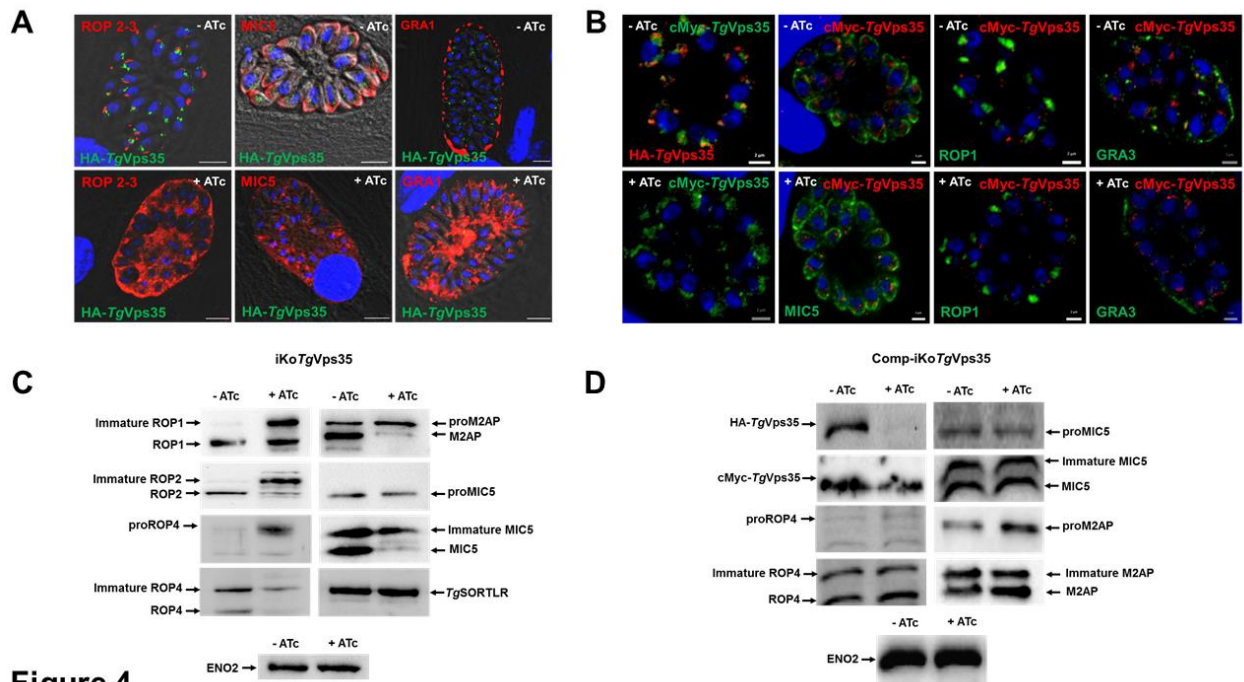 A
ROP 2-3
- ATc
HA-TgVps35
MIC5
- ATc
HA-TgVps35
GRA1
- ATc
HA-TgVps35
ROP 2-3
+ ATc
HA-TgVps35
MIC5
+ ATc
HA-TgVps35
GRA1
+ ATc
HA-TgVps35
B
- ATc cMyc-TgVps35
HA-TgVps35
cMyc-TgVps35
- ATc cMyc-TgVps35
ROP1
- ATc cMyc-TgVps35
GRA3
+ ATc cMyc-TgVps35
+ ATc cMyc-TgVps35
MIC5
+ ATc cMyc-TgVps35
ROP1
+ ATc cMyc-TgVps35
GRA3
C
iKoTgVps35
- ATc + ATc - ATc + ATc
Immature ROP1
ROP1
proM2AP
M2AP
Immature ROP2
ROP2
proMIC5
proROP4
Immature MIC5
MIC5
Immature ROP4
ROP4
TgSORTLR
- ATc + ATc
ENO2
D
Comp-iKoTgVps35
- ATc + ATc - ATc + ATc
HA-TgVps35
proMIC5
cMyc-TgVps35
Immature MIC5
MIC5
proROP4
proM2AP
Immature ROP4
ROP4
Immature M2AP
M2AP
- ATc + ATc
ENO2
Figure 4